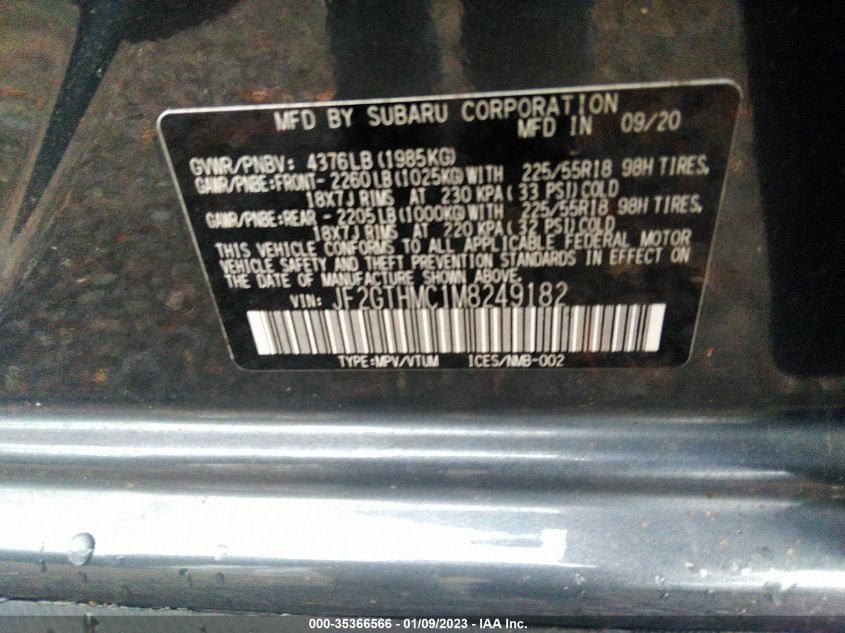 MFD BY SUBARU CORPORATION
MFD IN 09/20
GVWR/PNBV: 4376LB(1985KG)
GAWR/PNBE:FRONT-2260LB(1025KG)WITH 225/55R18 98H TIRES,
18X7J RIMS AT 230 KPA(33 PSI)COLD
GAWR/PNBE:REAR -2205LB(1000KG)WITH 225/55R18 98H TIRES,
18X7J RIMS AT 220 KPA(32 PSI)COLD
THIS VEHICLE CONFORMS TO ALL APPLICABLE FEDERAL MOTOR
VEHICLE SAFETY AND THEFT PREVENTION STANDARDS IN EFFECT ON
THE DATE OF MANUFACTURE SHOWN ABOVE.
VIN: JF2GTHMC1M8249182
TYPE:MPV/VTUM ICES/NMB-002
000-35366566 - 01/09/2023 - IAA Inc.